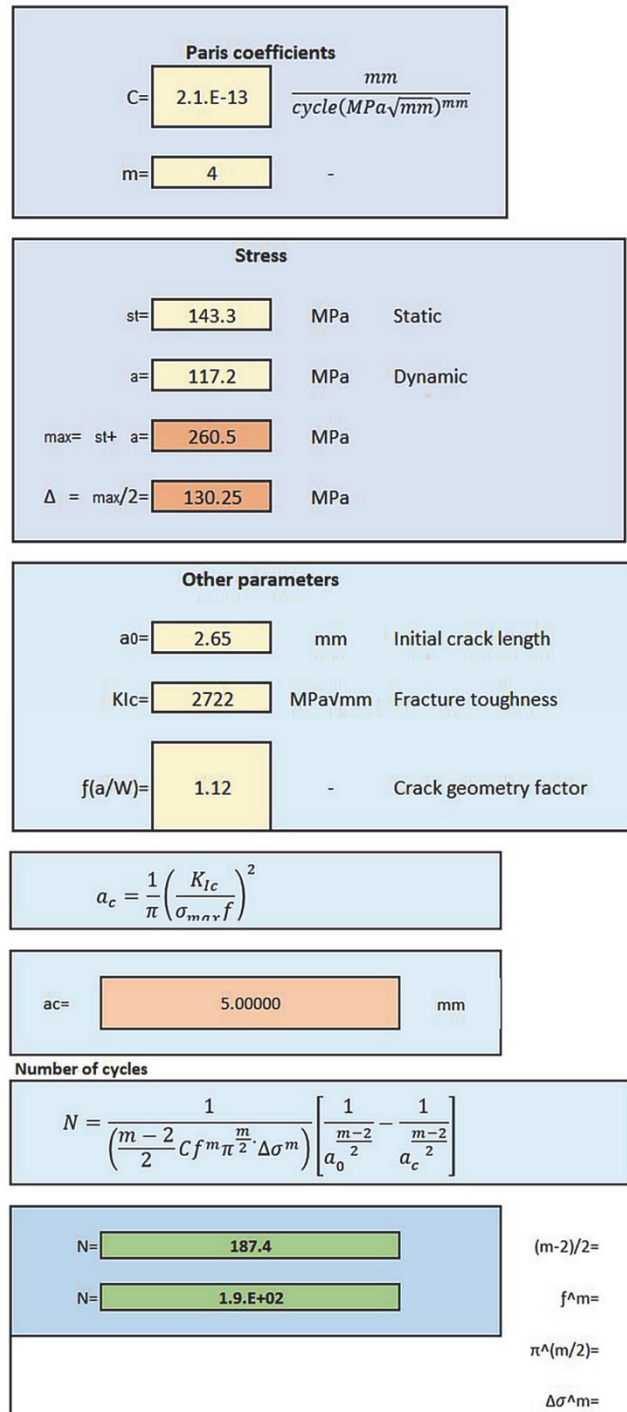 Paris coefficients
C= 2.1.E-13 mm / cycle(MPa√mm)^mm
m= 4 -
Stress
st= 143.3 MPa Static
a= 117.2 MPa Dynamic
max= st+ a= 260.5 MPa
Δ = max/2= 130.25 MPa
Other parameters
a0= 2.65 mm Initial crack length
KIc= 2722 MPa√mm Fracture toughness
ƒ(a/W)= 1.12 - Crack geometry factor
a_c = 1/π (K_Ic / σ_max f)^2
ac= 5.00000 mm
Number of cycles
N = 1 / ((m-2)/2 C f^m π^(m/2) · Δσ^m) [1 / a_0^((m-2)/2) - 1 / a_c^((m-2)/2)]
N= 187.4 (m-2)/2=
N= 1.9.E+02 ƒ^m=
π^(m/2)=
Δσ^m=